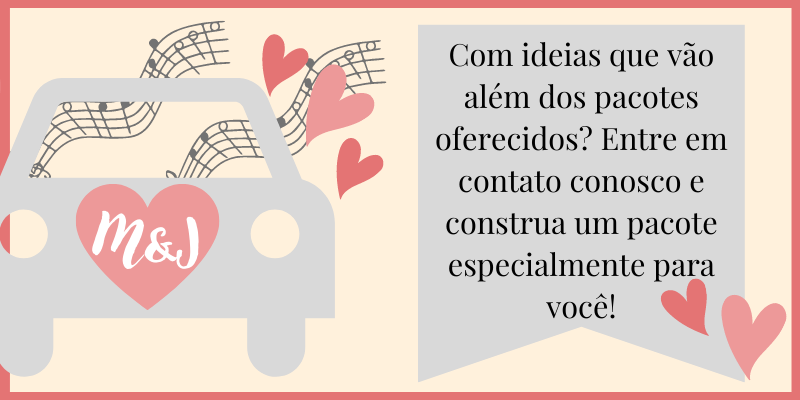 M&J
Com ideias que vão
além dos pacotes
oferecidos? Entre em
contato conosco e
construa um pacote
especialmente para
você!